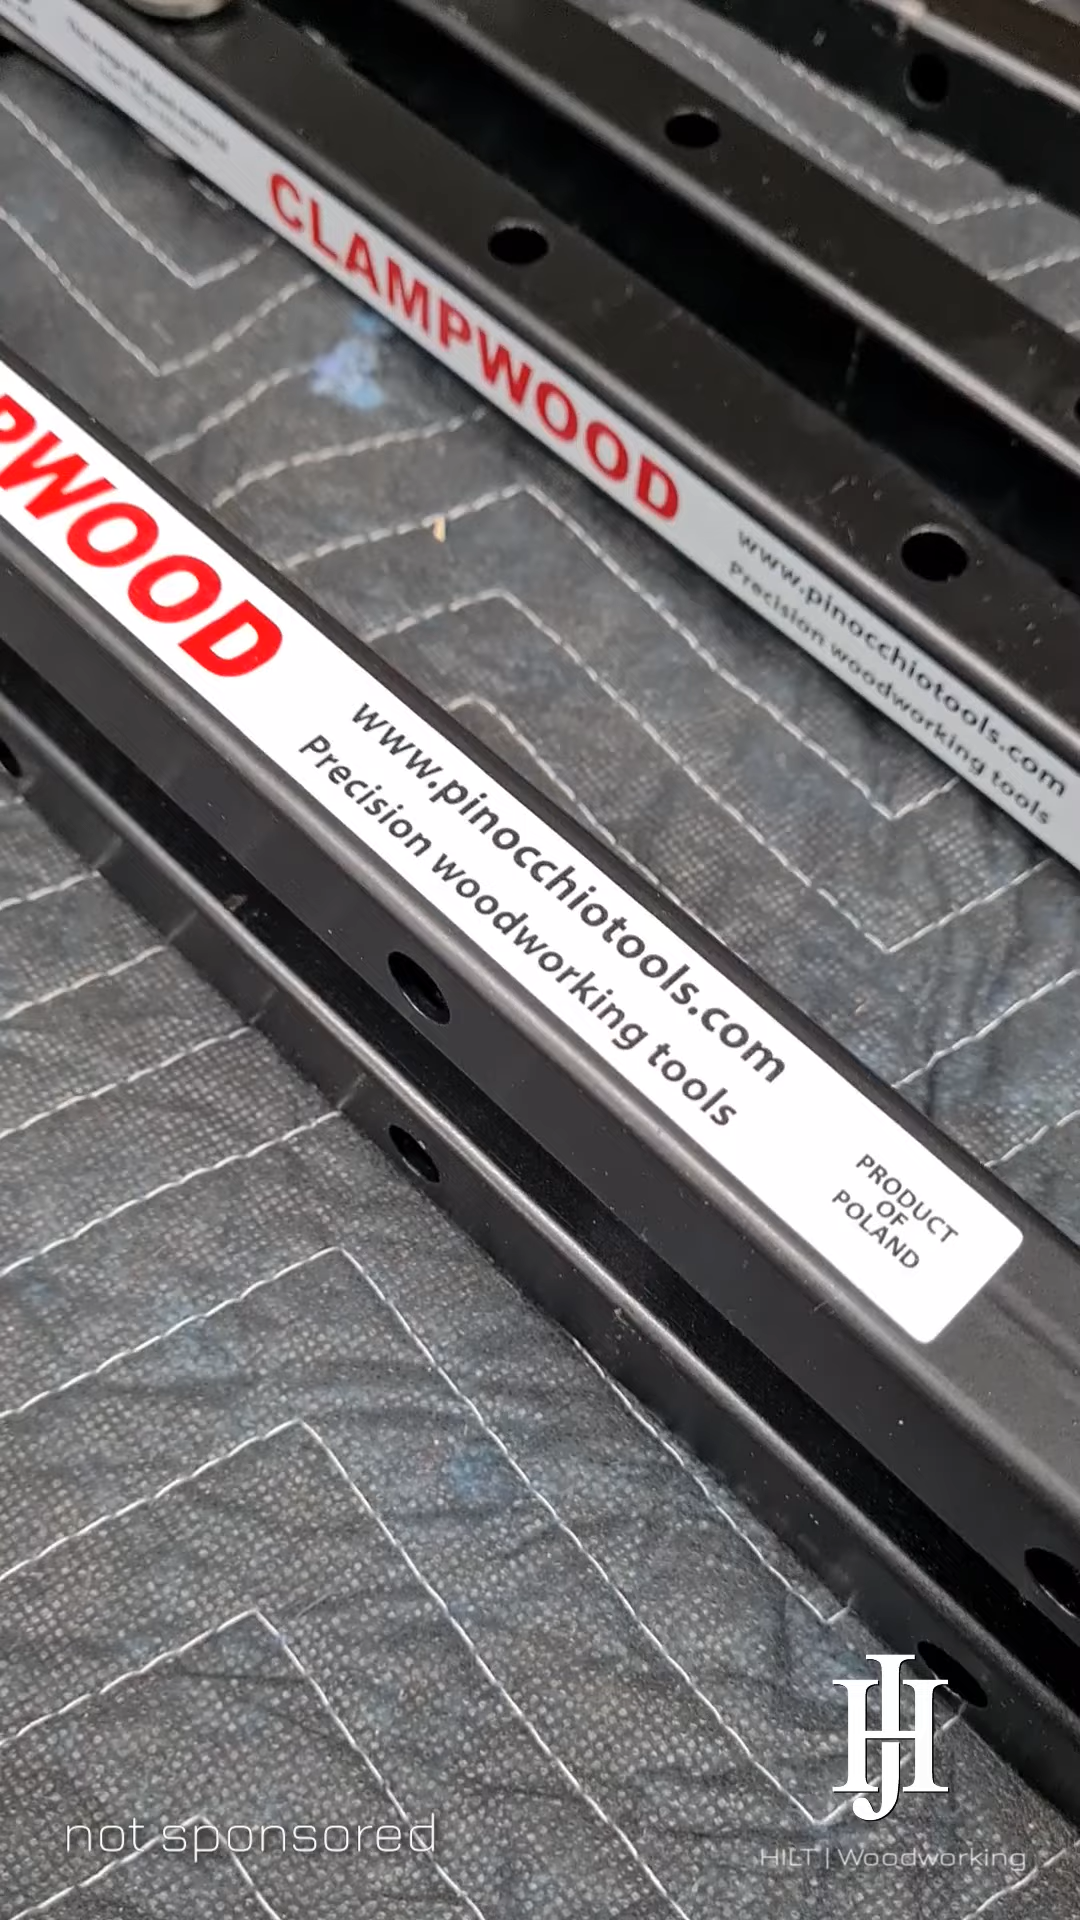 CLAMPWOOD
www.pinocchiotools.com
Precision woodworking tools
PWOOD
www.pinocchiotools.com
Precision woodworking tools
PRODUCT
OF
POLAND
not sponsored
HJ
HILT | Woodworking